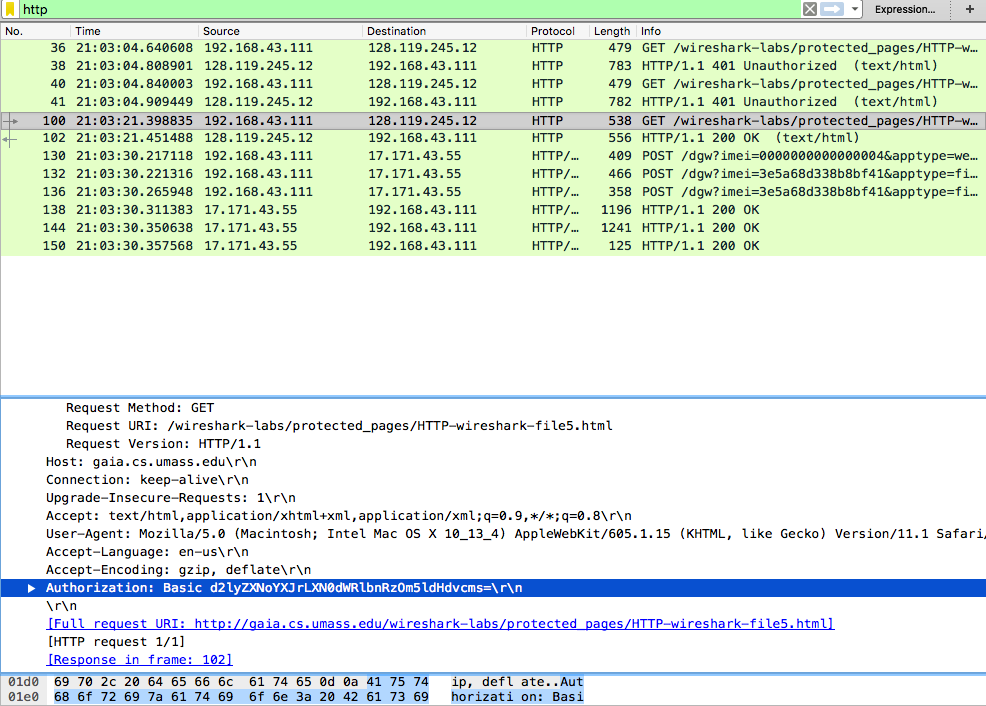 http Expression... +
No. Time Source Destination Protocol Length Info
36 21:03:04.640608 192.168.43.111 128.119.245.12 HTTP 479 GET /wireshark-labs/protected_pages/HTTP-w…
38 21:03:04.808901 128.119.245.12 192.168.43.111 HTTP 783 HTTP/1.1 401 Unauthorized (text/html)
40 21:03:04.840003 192.168.43.111 128.119.245.12 HTTP 479 GET /wireshark-labs/protected_pages/HTTP-w…
41 21:03:04.909449 128.119.245.12 192.168.43.111 HTTP 782 HTTP/1.1 401 Unauthorized (text/html)
100 21:03:21.398835 192.168.43.111 128.119.245.12 HTTP 538 GET /wireshark-labs/protected_pages/HTTP-w…
102 21:03:21.451488 128.119.245.12 192.168.43.111 HTTP 556 HTTP/1.1 200 OK (text/html)
130 21:03:30.217118 192.168.43.111 17.171.43.55 HTTP/… 409 POST /dgw?imei=0000000000000004&apptype=we…
132 21:03:30.221316 192.168.43.111 17.171.43.55 HTTP/… 466 POST /dgw?imei=3e5a68d338b8bf41&apptype=fi…
136 21:03:30.265948 192.168.43.111 17.171.43.55 HTTP/… 358 POST /dgw?imei=3e5a68d338b8bf41&apptype=fi…
138 21:03:30.311383 17.171.43.55 192.168.43.111 HTTP/… 1196 HTTP/1.1 200 OK
144 21:03:30.350638 17.171.43.55 192.168.43.111 HTTP/… 1241 HTTP/1.1 200 OK
150 21:03:30.357568 17.171.43.55 192.168.43.111 HTTP/… 125 HTTP/1.1 200 OK
Request Method: GET
Request URI: /wireshark-labs/protected_pages/HTTP-wireshark-file5.html
Request Version: HTTP/1.1
Host: gaia.cs.umass.edu\r\n
Connection: keep-alive\r\n
Upgrade-Insecure-Requests: 1\r\n
Accept: text/html,application/xhtml+xml,application/xml;q=0.9,*/*;q=0.8\r\n
User-Agent: Mozilla/5.0 (Macintosh; Intel Mac OS X 10_13_4) AppleWebKit/605.1.15 (KHTML, like Gecko) Version/11.1 Safari/
Accept-Language: en-us\r\n
Accept-Encoding: gzip, deflate\r\n
Authorization: Basic d2lyZXNoYXJrLXN0dWRlbnRzOm5ldHdvcms=\r\n
\r\n
[Full request URI: http://gaia.cs.umass.edu/wireshark-labs/protected_pages/HTTP-wireshark-file5.html]
[HTTP request 1/1]
[Response in frame: 102]
01d0 69 70 2c 20 64 65 66 6c 61 74 65 0d 0a 41 75 74 ip, defl ate..Aut
01e0 68 6f 72 69 7a 61 74 69 6f 6e 3a 20 42 61 73 69 horizati on: Basi